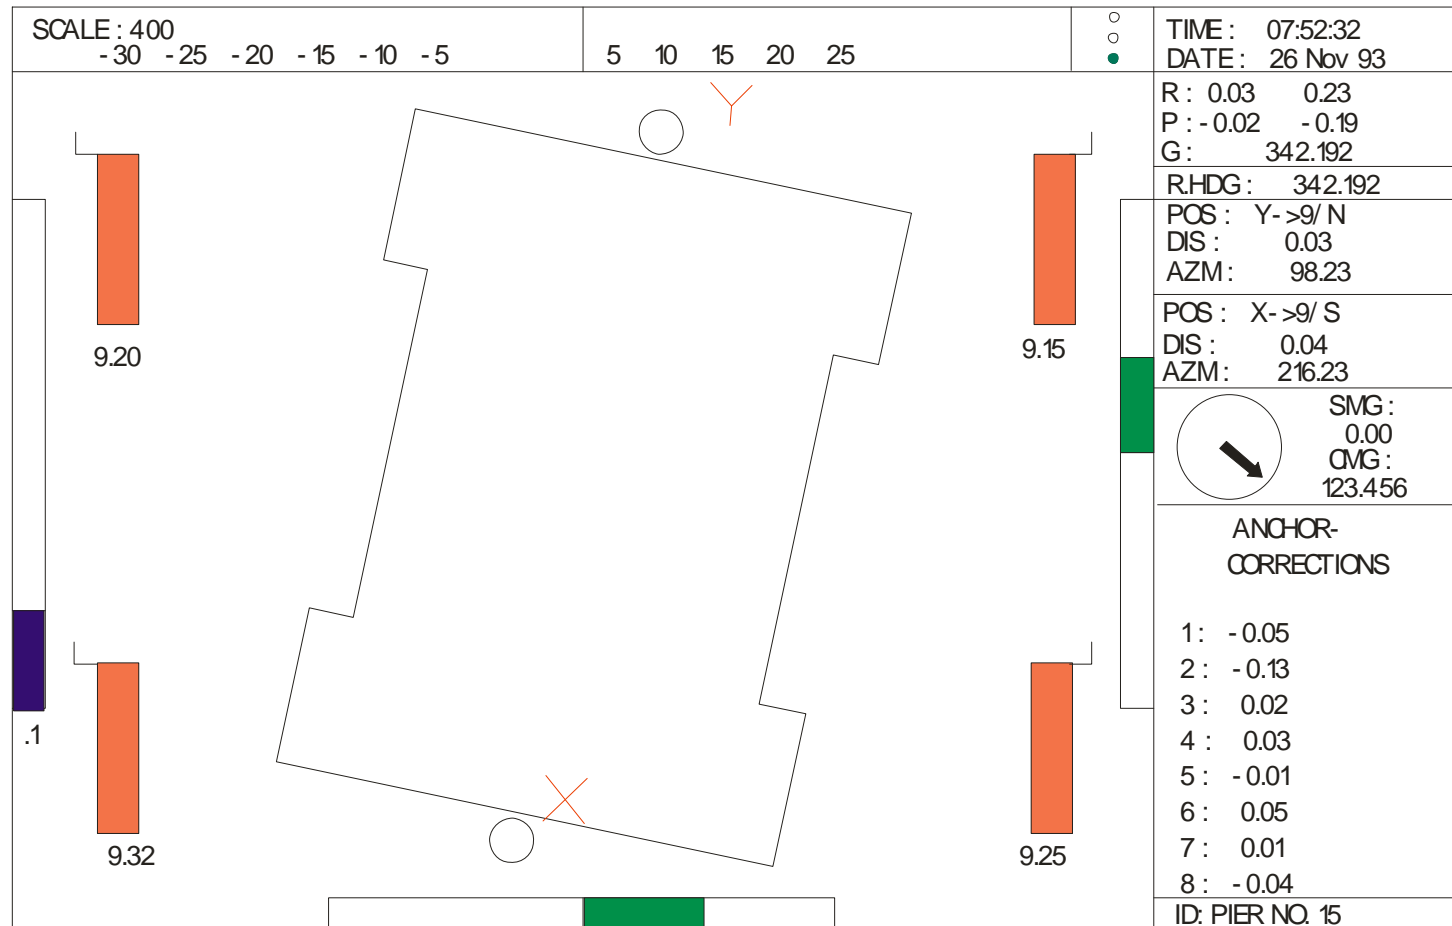 SCALE : 400
-30 -25 -20 -15 -10 -5 5 10 15 20 25
TIME : 07:52:32
DATE : 26 Nov 93
R : 0.03 0.23
P : -0.02 -0.19
G : 342.192
R.HDG : 342.192
POS : Y->9/ N
DIS : 0.03
AZM : 98.23
POS : X->9/ S
DIS : 0.04
AZM : 216.23
SMG :
0.00
CMG :
123.456
ANCHOR-
CORRECTIONS
1 : -0.05
2 : -0.13
3 : 0.02
4 : 0.03
5 : -0.01
6 : 0.05
7 : 0.01
8 : -0.04
ID: PIER NO. 15
Y
9.20
9.15
.1
X
9.32
9.25